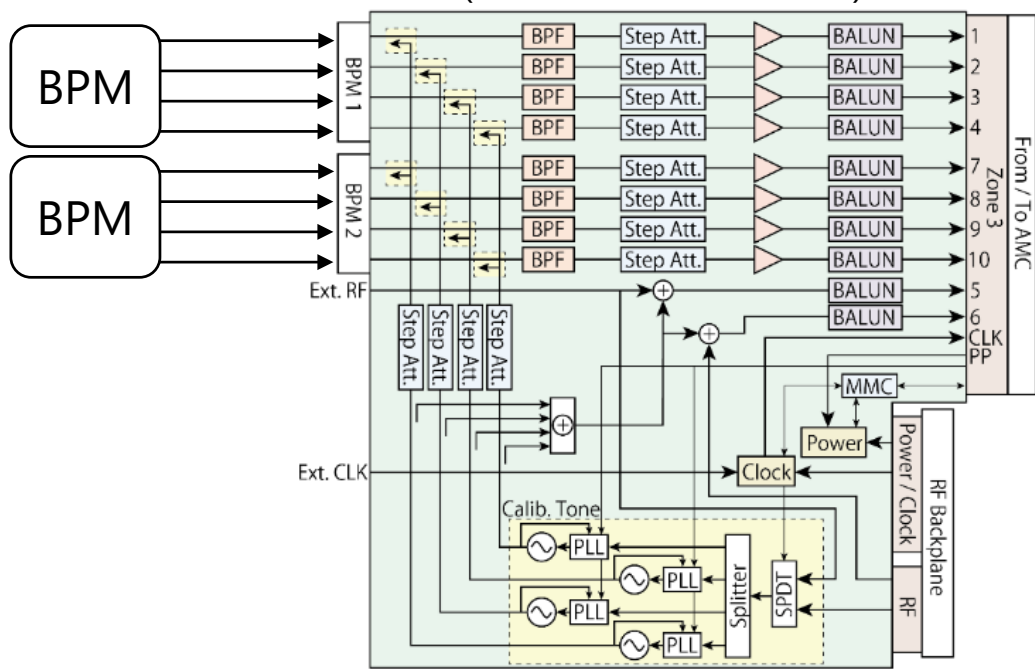 BPM
BPM
BPM 1
BPM 2
BPF Step Att. BALUN 1
BPF Step Att. BALUN 2
BPF Step Att. BALUN 3
BPF Step Att. BALUN 4
BPF Step Att. BALUN 7
BPF Step Att. BALUN 8
BPF Step Att. BALUN 9
BPF Step Att. BALUN 10
Ext. RF BALUN 5
BALUN 6
CLK
PP
Zone 3
From / To AMC
Step Att.
Step Att.
Step Att.
Step Att.
MMC
Power
Ext. CLK
Clock
Power / Clock
RF Backplane
RF
Calib. Tone
PLL
PLL
PLL
PLL
Splitter
SPDT